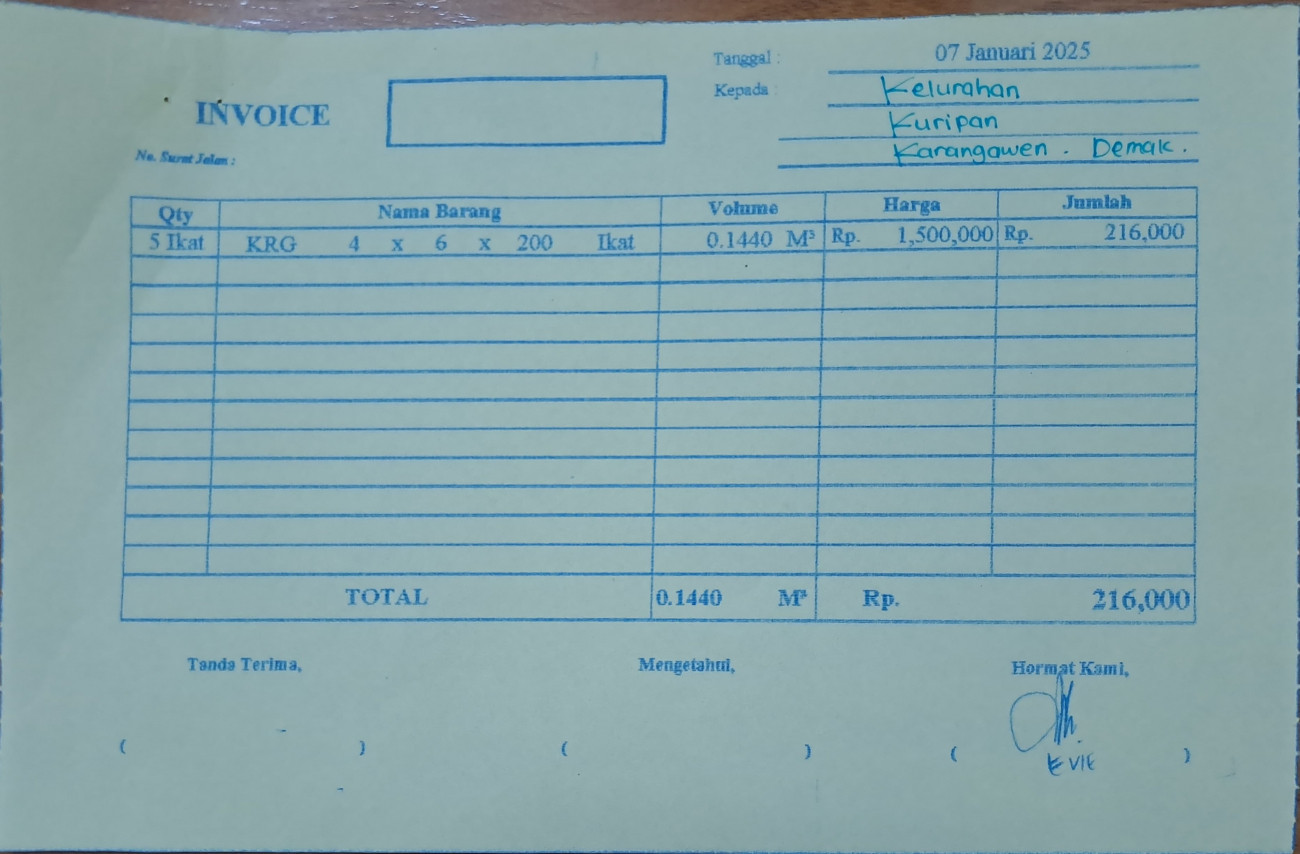 Tanggal : 07 Januari 2025
Kepada : Kelurahan
Kuripan
Karangawen . Demak .
INVOICE
No. Surat Jalan :
Qty Nama Barang Volume Harga Jumlah
5 Ikat KRG 4 x 6 x 200 Ikat 0.1440 M³ Rp. 1,500,000 Rp. 216,000
TOTAL 0.1440 M³ Rp. 216,000
Tanda Terima, Mengetahui, Hormat Kami,
( ) ( ) ( )
EVIE